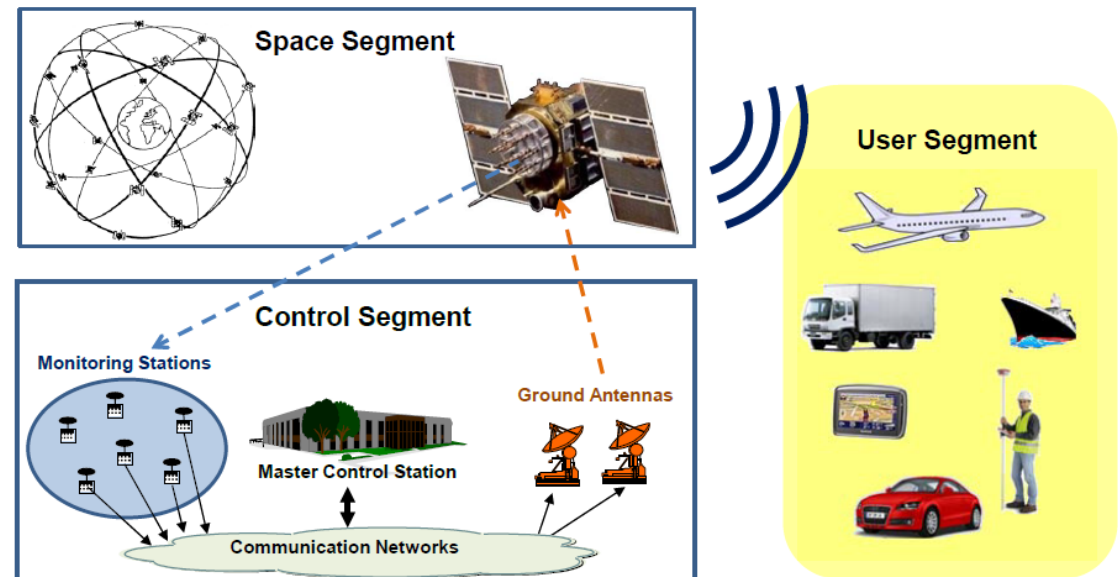 Space Segment
User Segment
Control Segment
Monitoring Stations
Ground Antennas
Master Control Station
Communication Networks